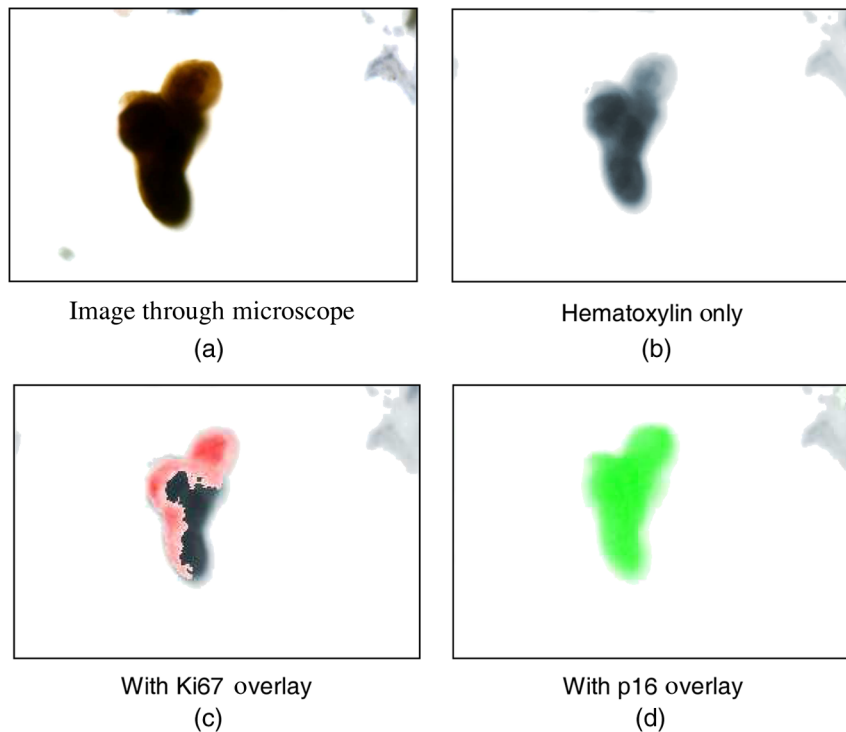 Image through microscope
(a)
Hematoxylin only
(b)
With Ki67 overlay
(c)
With p16 overlay
(d)